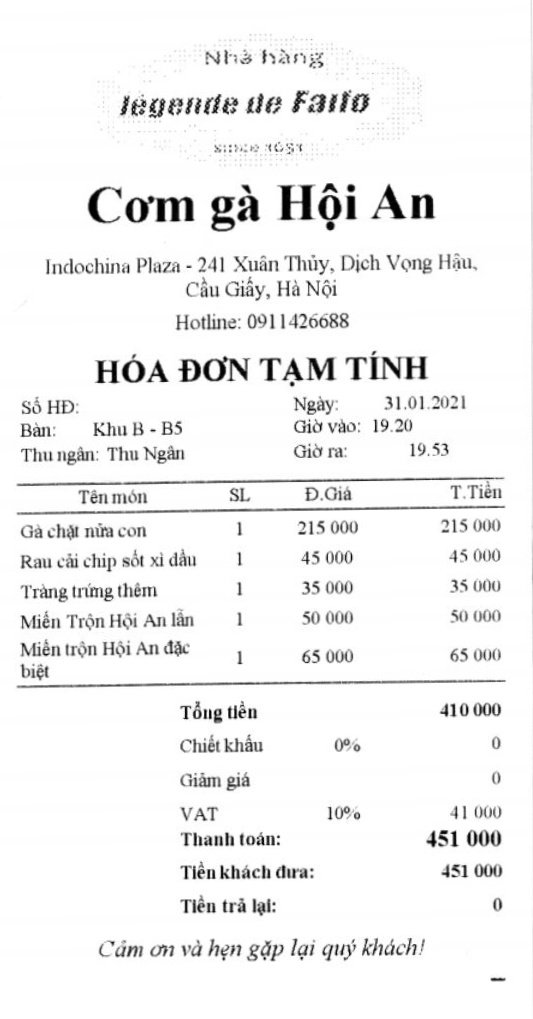 Nhà hàng
légende de Faifo
Cơm gà Hội An
Indochina Plaza - 241 Xuân Thủy, Dịch Vọng Hậu,
Cầu Giấy, Hà Nội
Hotline: 0911426688
HÓA ĐƠN TẠM TÍNH
Số HĐ: Ngày: 31.01.2021
Bàn: Khu B - B5 Giờ vào: 19.20
Thu ngân: Thu Ngân Giờ ra: 19.53
Tên món SL Đ.Giá T.Tiền
Gà chặt nửa con 1 215 000 215 000
Rau cải chip sốt xì dầu 1 45 000 45 000
Tràng trứng thêm 1 35 000 35 000
Miến Trộn Hội An lẫn 1 50 000 50 000
Miến trộn Hội An đặc
biệt 1 65 000 65 000
Tổng tiền 410 000
Chiết khấu 0% 0
Giảm giá 0
VAT 10% 41 000
Thanh toán: 451 000
Tiền khách đưa: 451 000
Tiền trả lại: 0
Cảm ơn và hẹn gặp lại quý khách!